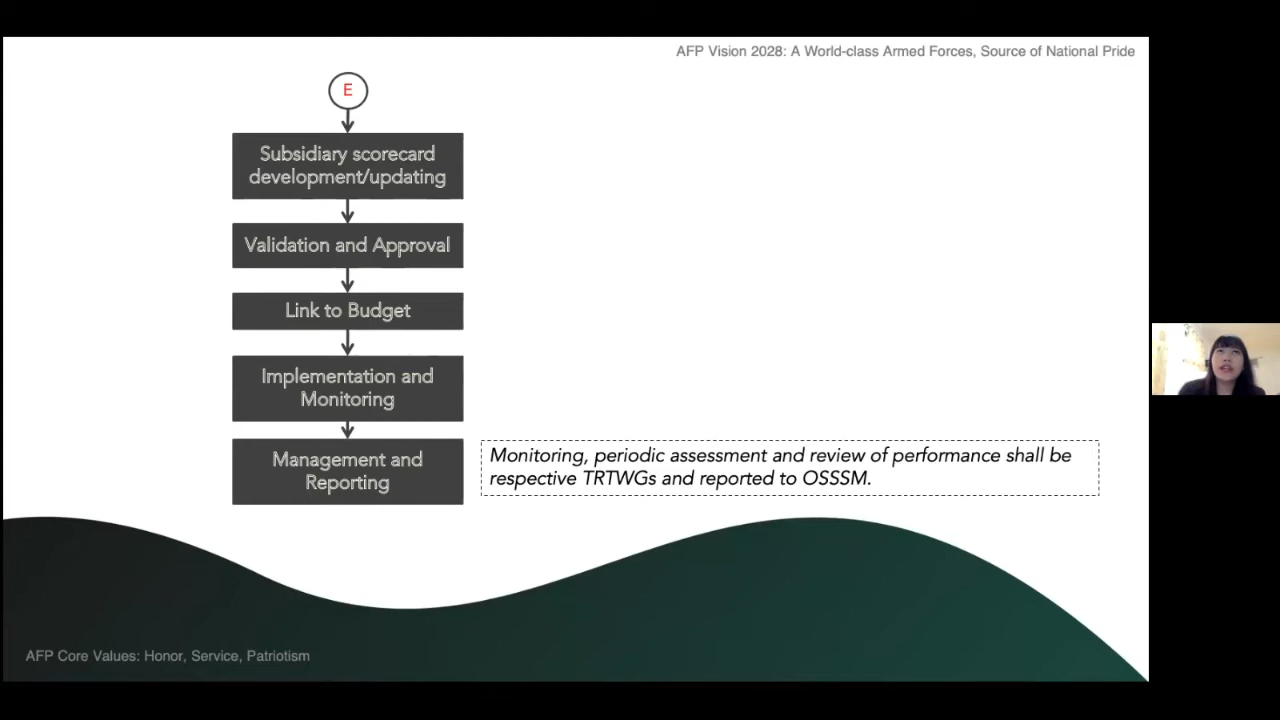 AFP Vision 2028: A World-class Armed Forces, Source of National Pride
E
Subsidiary scorecard
development/updating
Validation and Approval
Link to Budget
Implementation and
Monitoring
Management and
Reporting
Monitoring, periodic assessment and review of performance shall be
respective TRTWGs and reported to OSSSM.
AFP Core Values: Honor, Service, Patriotism